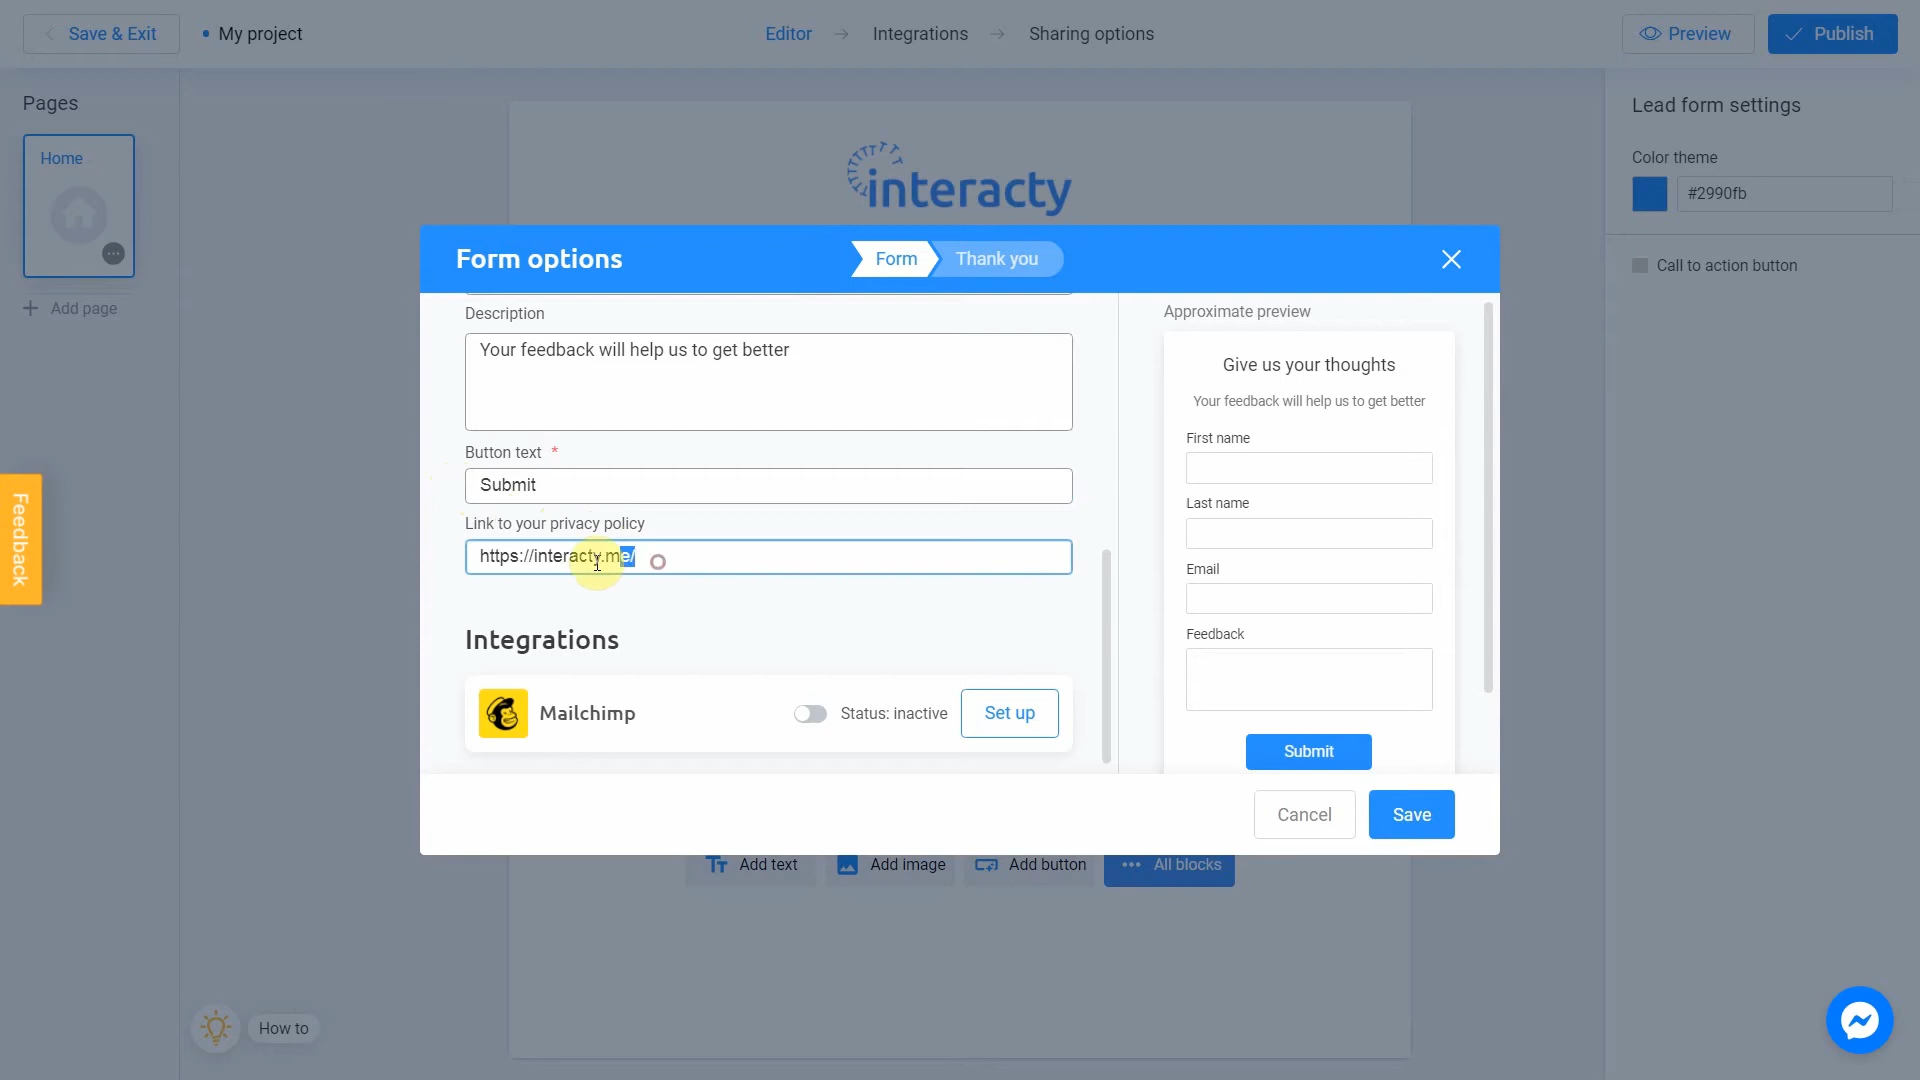 Save & Exit
My project
Editor
Integrations
Sharing options
Preview
Publish
Pages
Home
Add page
interacty
Lead form settings
Color theme
#2990fb
Call to action button
Form options
Form
Thank you
Description
Your feedback will help us to get better
Button text *
Submit
Link to your privacy policy
https://interacty.me/
Integrations
Mailchimp
Status: inactive
Set up
Approximate preview
Give us your thoughts
Your feedback will help us to get better
First name
Last name
Email
Feedback
Submit
Cancel
Save
Add text
Add image
Add button
All blocks
Feedback
How to